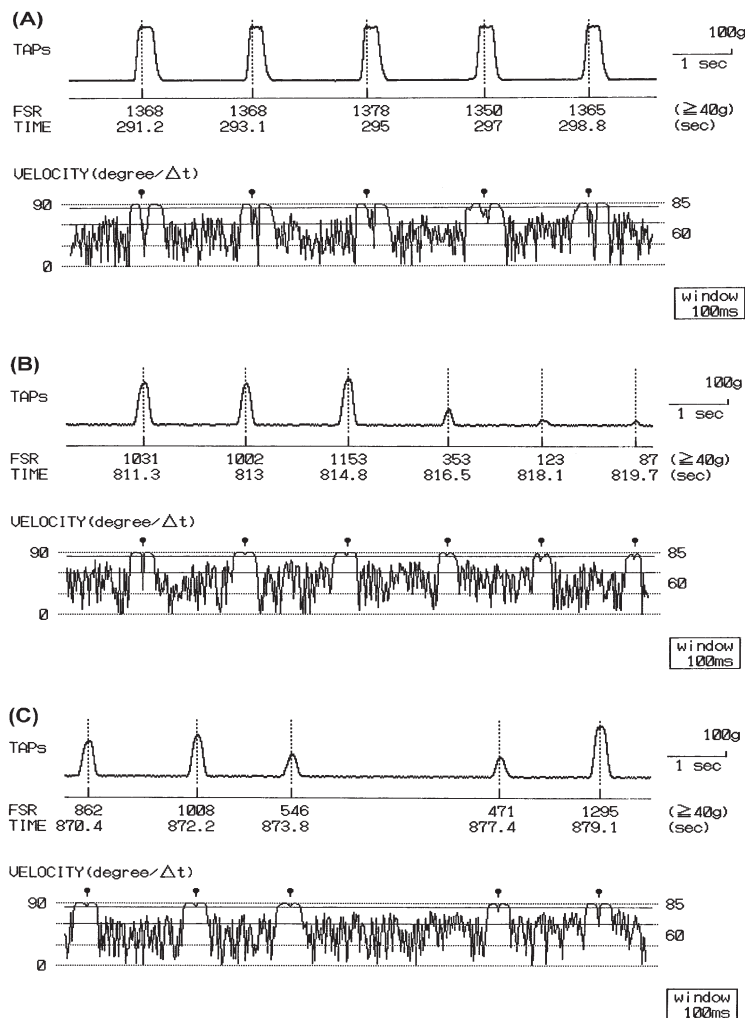 (A)
TAPs 100g
1 sec
FSR 1368 1368 1378 1350 1365 (≧40g)
TIME 291.2 293.1 295 297 298.8 (sec)
VELOCITY(degree/Δt)
90 85
60
0
window
100ms
(B)
TAPs 100g
1 sec
FSR 1031 1002 1153 353 123 87 (≧40g)
TIME 811.3 813 814.8 816.5 818.1 819.7 (sec)
VELOCITY(degree/Δt)
90 85
60
0
window
100ms
(C)
TAPs 100g
1 sec
FSR 862 1008 546 471 1295 (≧40g)
TIME 870.4 872.2 873.8 877.4 879.1 (sec)
VELOCITY(degree/Δt)
90 85
60
0
window
100ms